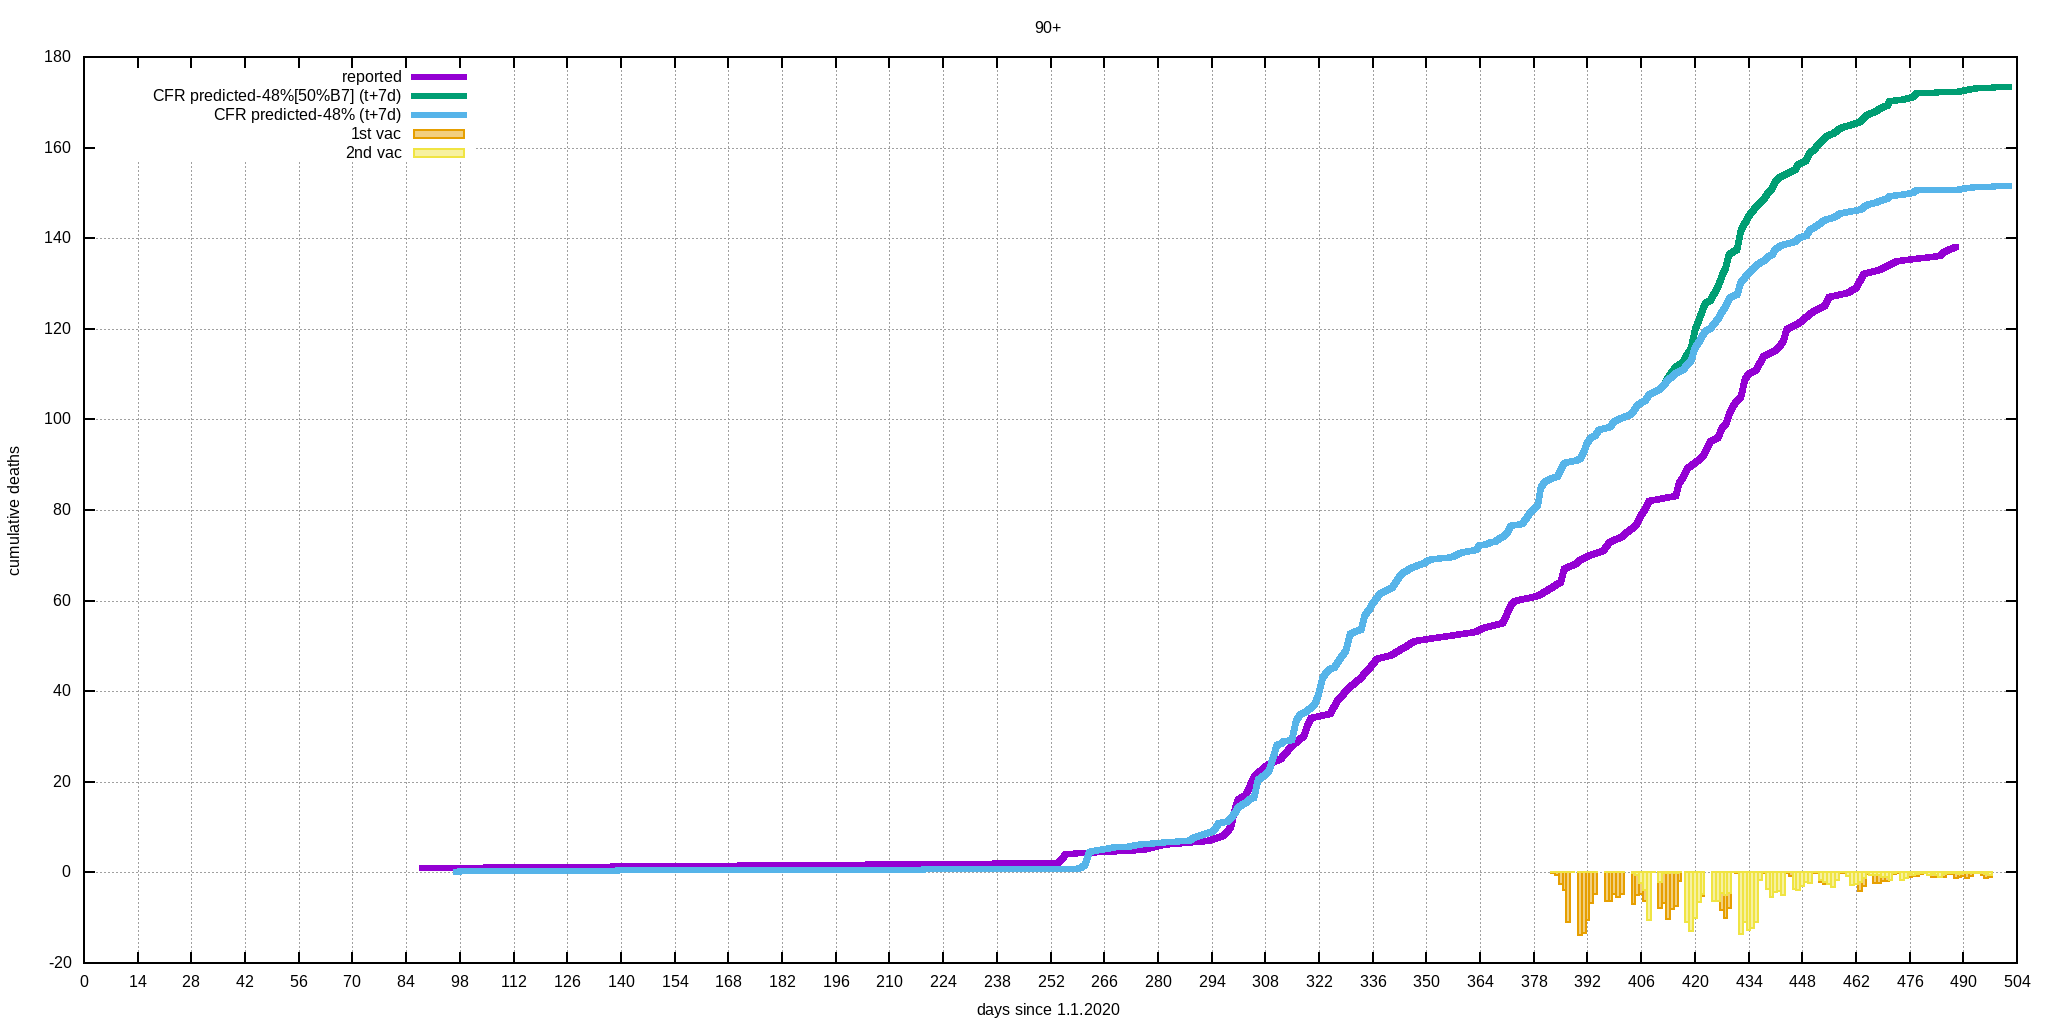 90+
180
160
140
120
100
80
60
40
20
0
-20
reported
CFR predicted-48%[50%B7] (t+7d)
CFR predicted-48% (t+7d)
1st vac
2nd vac
cumulative deaths
0 14 28 42 56 70 84 98 112 126 140 154 168 182 196 210 224 238 252 266 280 294 308 322 336 350 364 378 392 406 420 434 448 462 476 490 504
days since 1.1.2020